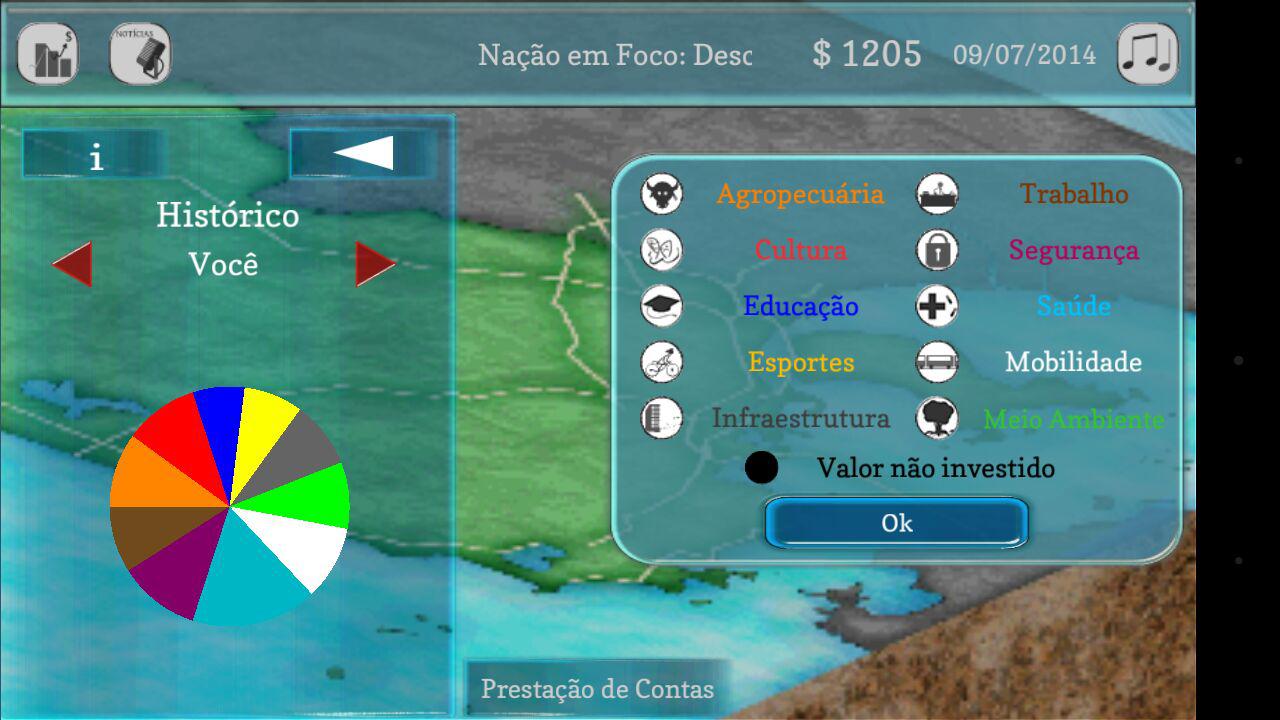 $
NOTÍCIAS
Nação em Foco: Desc
$ 1205
09/07/2014
i
Histórico
Você
Agropecuária
Trabalho
Cultura
Segurança
Educação
Saúde
Esportes
Mobilidade
Infraestrutura
Meio Ambiente
Valor não investido
Ok
Prestação de Contas